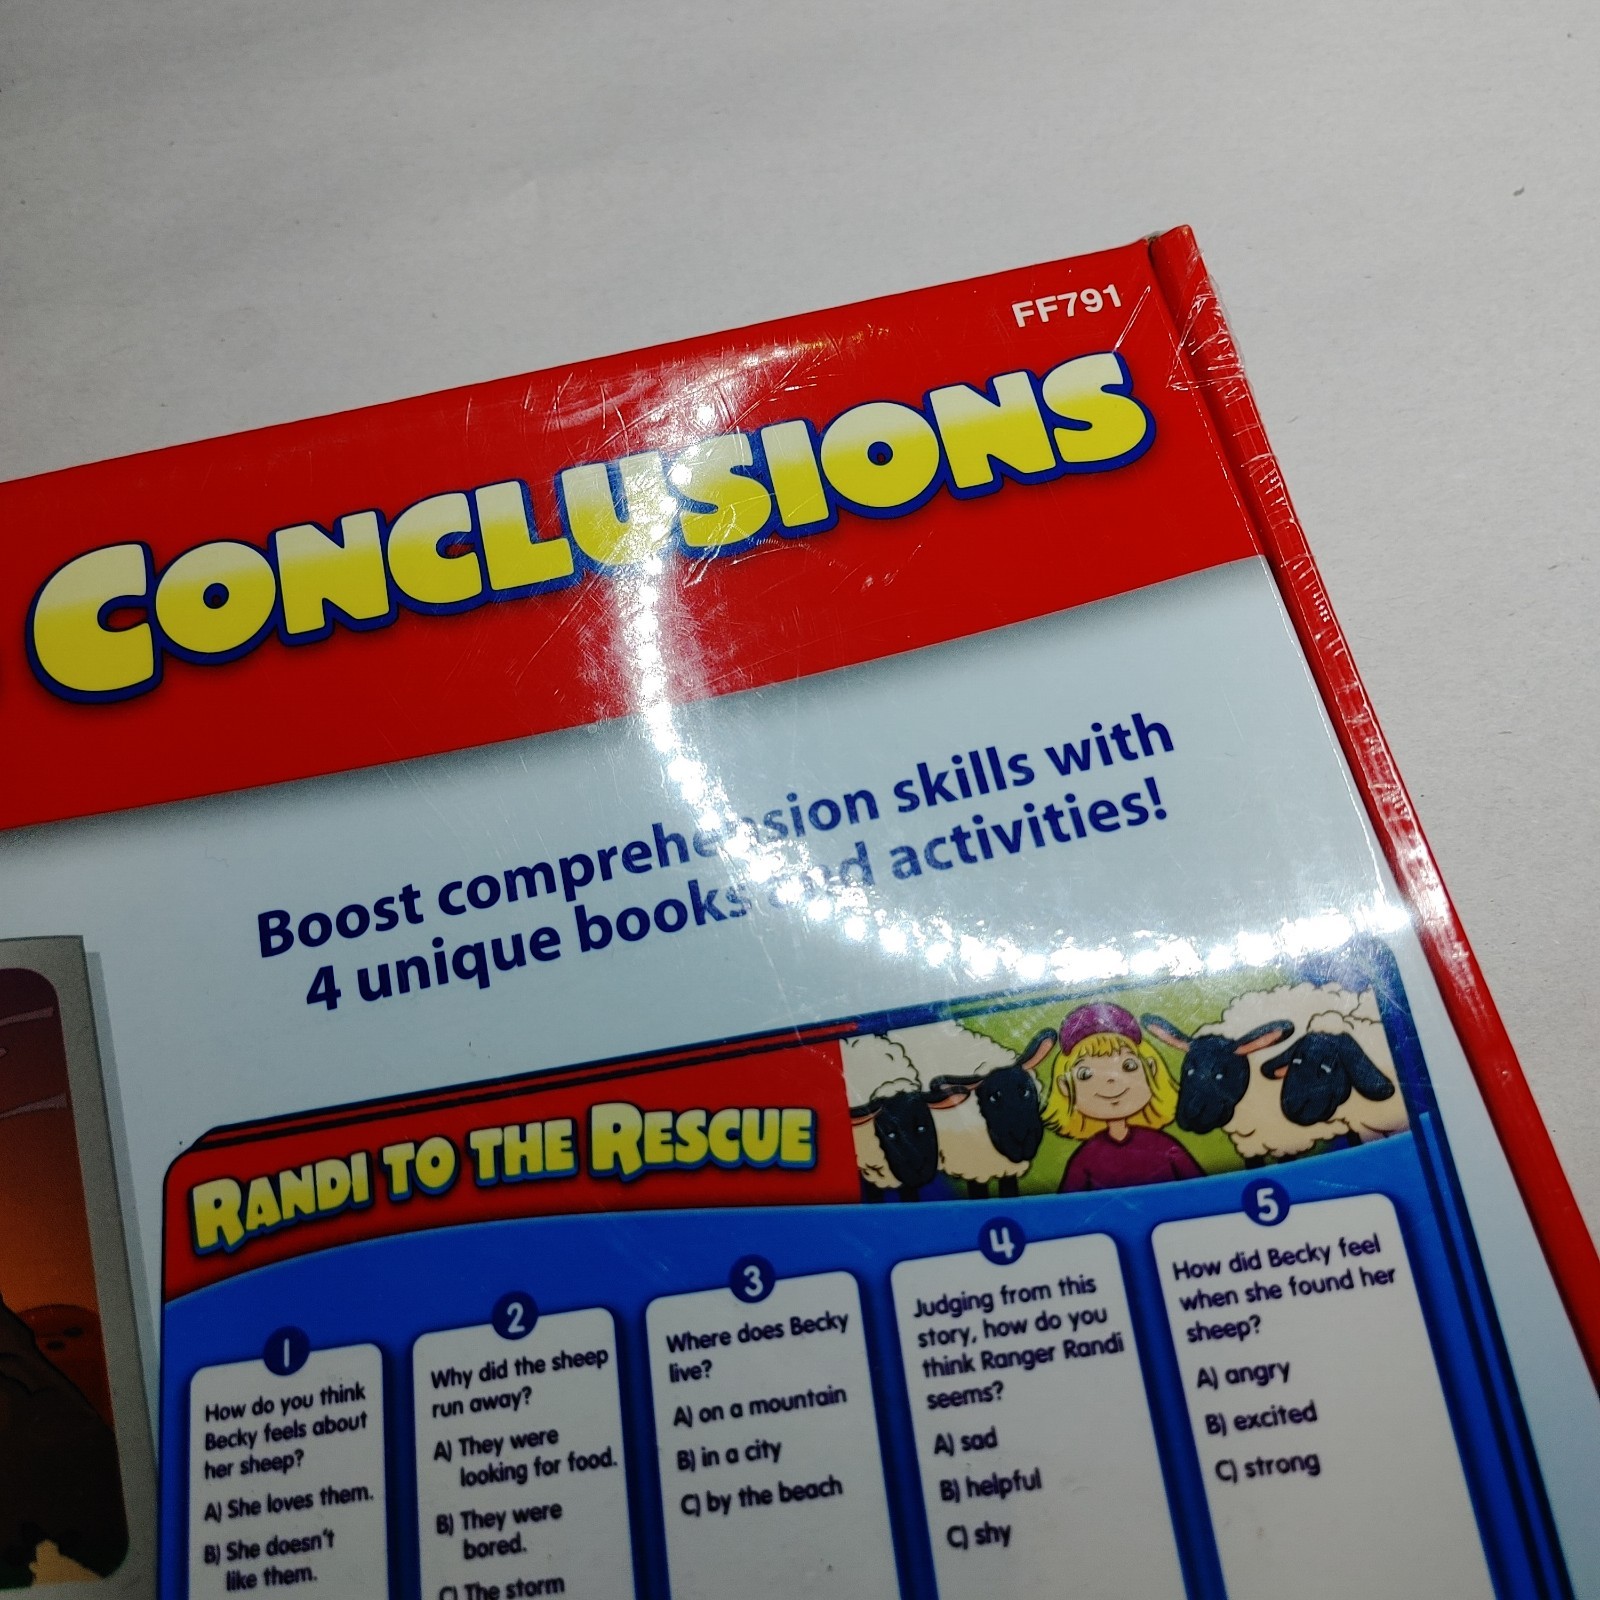 FF791
CONCLUSIONS
Boost comprehension skills with
4 unique books and activities!
RANDI TO THE RESCUE
1
How do you think
Becky feels about
her sheep?
A) She loves them.
B) She doesn't
like them.
2
Why did the sheep
run away?
A) They were
looking for food.
B) They were
bored.
C) The storm
3
Where does Becky
live?
A) on a mountain
B) in a city
C) by the beach
4
Judging from this
story, how do you
think Ranger Randi
seems?
A) sad
B) helpful
C) shy
5
How did Becky feel
when she found her
sheep?
A) angry
B) excited
C) strong